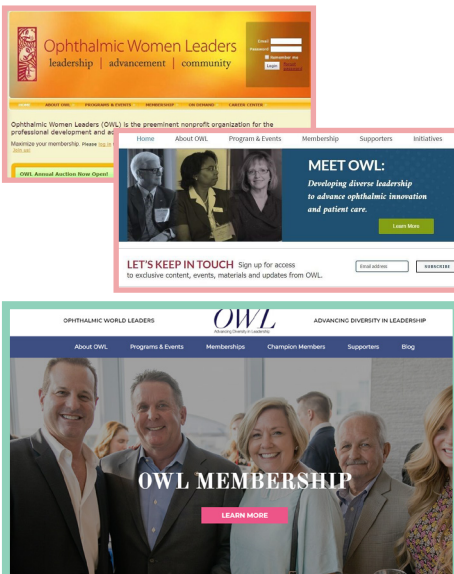 Ophthalmic Women Leaders
leadership | advancement | community
Email
Password
Remember me
Login
HOME ABOUT OWL PROGRAMS & EVENTS MEMBERSHIP ON DEMAND CAREER CENTER
Ophthalmic Women Leaders (OWL) is the preeminent nonprofit organization for the
professional development and
Maximize your membership. Please log in
Join us!
OWL Annual Auction Now Open!
Home About OWL Program & Events Membership Supporters Initiatives
MEET OWL:
Developing diverse leadership
to advance ophthalmic innovation
and patient care.
Learn More
LET'S KEEP IN TOUCH Sign up for access
to exclusive content, events, materials and updates from OWL.
Email address
SUBSCRIBE
OPHTHALMIC WORLD LEADERS
OWL
Advancing Diversity in Leadership
ADVANCING DIVERSITY IN LEADERSHIP
About OWL Programs & Events Memberships Champion Members Supporters Blog
OWL MEMBERSHIP
LEARN MORE